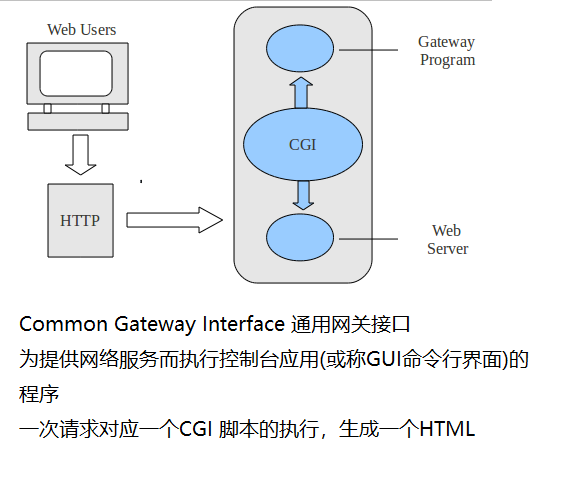 Web Users
Gateway
Program
CGI
HTTP
Web
Server
Common Gateway Interface 通用网关接口
为提供网络服务而执行控制台应用(或称GUI命令行界面)的
程序
一次请求对应一个CGI 脚本的执行，生成一个HTML